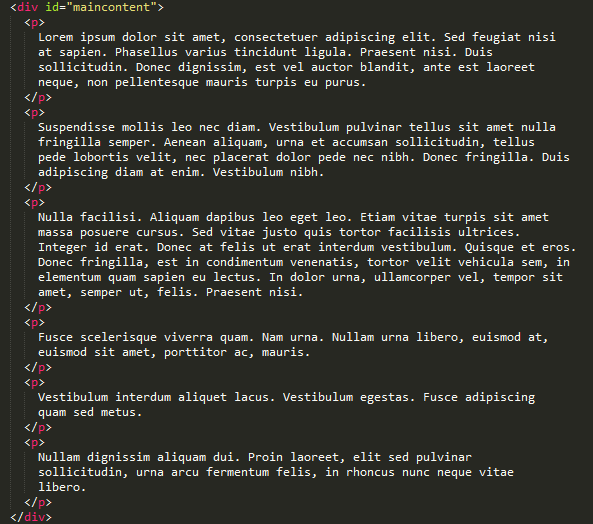 <div id="maincontent">
<p>
Lorem ipsum dolor sit amet, consectetuer adipiscing elit. Sed feugiat nisi
at sapien. Phasellus varius tincidunt ligula. Praesent nisi. Duis
sollicitudin. Donec dignissim, est vel auctor blandit, ante est laoreet
neque, non pellentesque mauris turpis eu purus.
</p>
<p>
Suspendisse mollis leo nec diam. Vestibulum pulvinar tellus sit amet nulla
fringilla semper. Aenean aliquam, urna et accumsan sollicitudin, tellus
pede lobortis velit, nec placerat dolor pede nec nibh. Donec fringilla. Duis
adipiscing diam at enim. Vestibulum nibh.
</p>
<p>
Nulla facilisi. Aliquam dapibus leo eget leo. Etiam vitae turpis sit amet
massa posuere cursus. Sed vitae justo quis tortor facilisis ultrices.
Integer id erat. Donec at felis ut erat interdum vestibulum. Quisque et eros.
Donec fringilla, est in condimentum venenatis, tortor velit vehicula sem, in
elementum quam sapien eu lectus. In dolor urna, ullamcorper vel, tempor sit
amet, semper ut, felis. Praesent nisi.
</p>
<p>
Fusce scelerisque viverra quam. Nam urna. Nullam urna libero, euismod at,
euismod sit amet, porttitor ac, mauris.
</p>
<p>
Vestibulum interdum aliquet lacus. Vestibulum egestas. Fusce adipiscing
quam sed metus.
</p>
<p>
Nullam dignissim aliquam dui. Proin laoreet, elit sed pulvinar
sollicitudin, urna arcu fermentum felis, in rhoncus nunc neque vitae
libero.
</p>
</div>